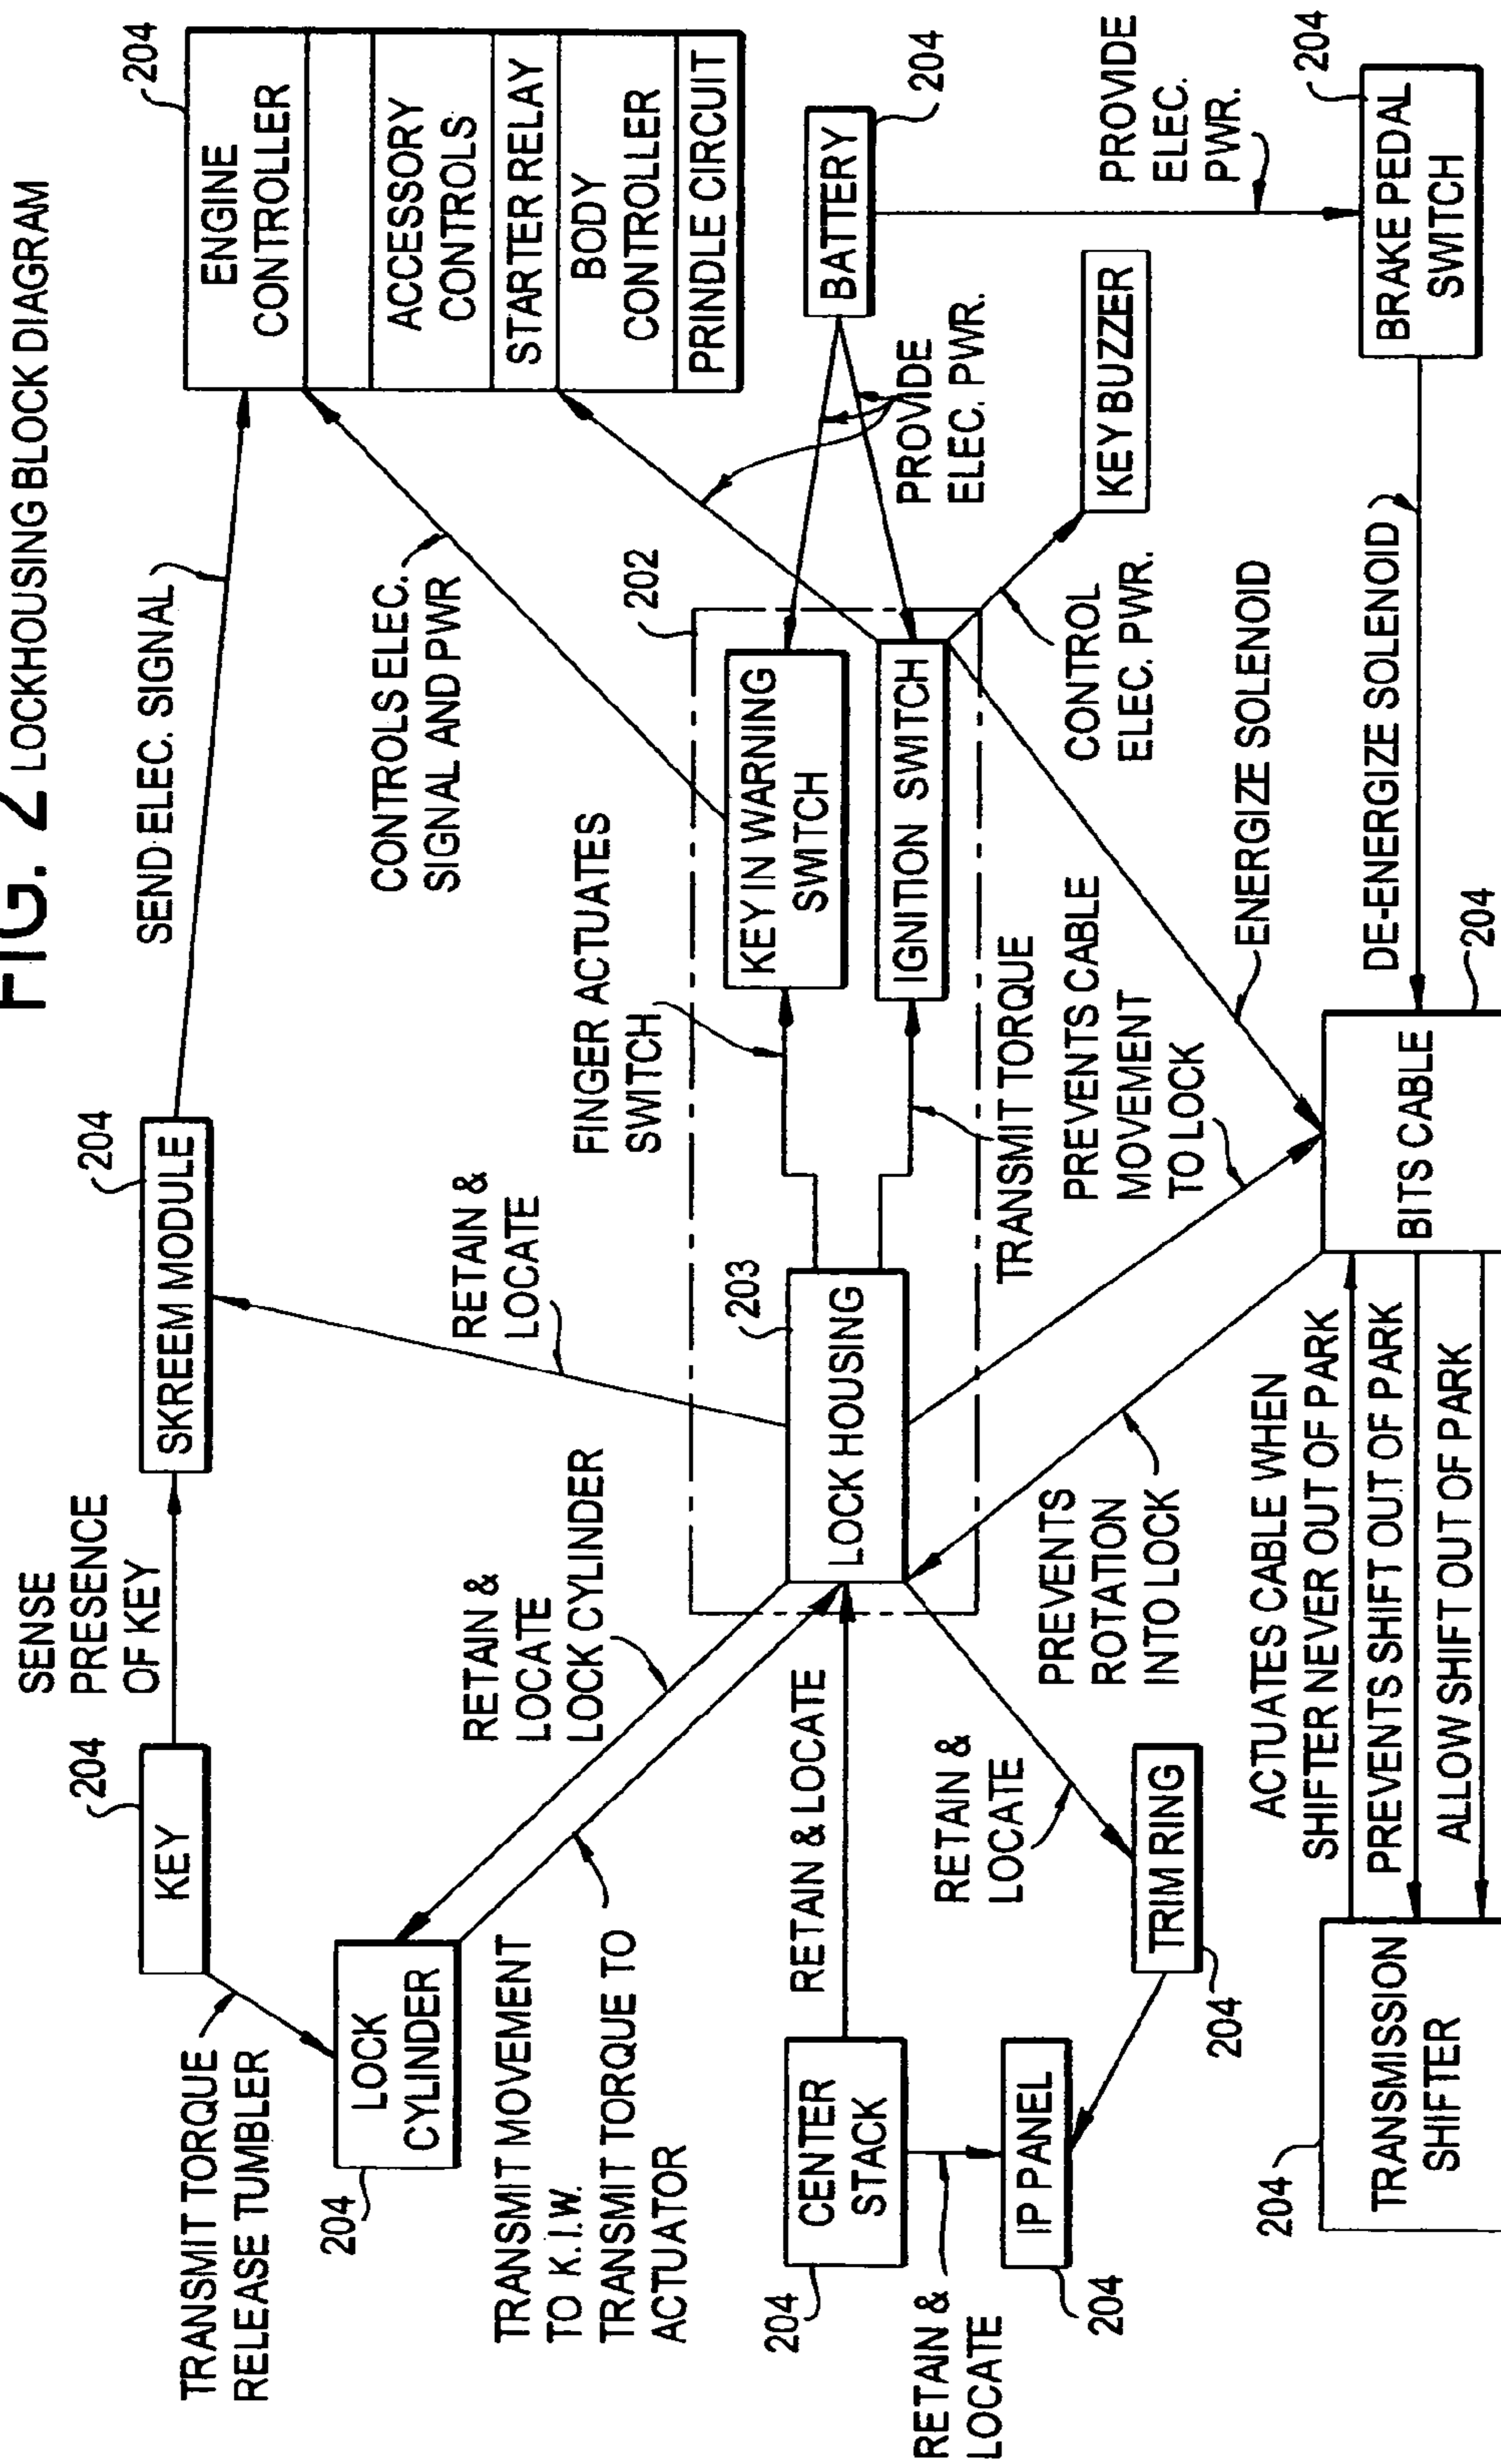 FIG. 2 LOCKHOUSING BLOCK DIAGRAM
SENSE
PRESENCE
OF KEY
204
KEY
204
SKREEM MODULE
SEND ELEC. SIGNAL
204
ENGINE
CONTROLLER
ACCESSORY
CONTROLS
STARTER RELAY
BODY
CONTROLLER
PRINDLE CIRCUIT
TRANSMIT TORQUE
RELEASE TUMBLER
LOCK
CYLINDER
204
RETAIN &
LOCATE
LOCK CYLINDER
RETAIN &
LOCATE
CONTROLS ELEC.
SIGNAL AND PWR
TRANSMIT MOVEMENT
TO K.I.W.
TRANSMIT TORQUE TO
ACTUATOR
FINGER ACTUATES
SWITCH
202
203
LOCK HOUSING
KEY IN WARNING
SWITCH
IGNITION SWITCH
BATTERY
204
PROVIDE
ELEC. PWR.
PROVIDE
ELEC.
PWR.
204
CENTER
STACK
RETAIN & LOCATE
TRANSMIT TORQUE
KEY BUZZER
CONTROL
ELEC. PWR.
RETAIN &
LOCATE
IP PANEL
204
RETAIN &
LOCATE
TRIM RING
204
PREVENTS
ROTATION
INTO LOCK
PREVENTS CABLE
MOVEMENT
TO LOCK
ENERGIZE SOLENOID
204
TRANSMISSION
SHIFTER
ACTUATES CABLE WHEN
SHIFTER NEVER OUT OF PARK
PREVENTS SHIFT OUT OF PARK
ALLOW SHIFT OUT OF PARK
BITS CABLE
204
DE-ENERGIZE SOLENOID
BRAKE PEDAL
SWITCH
204